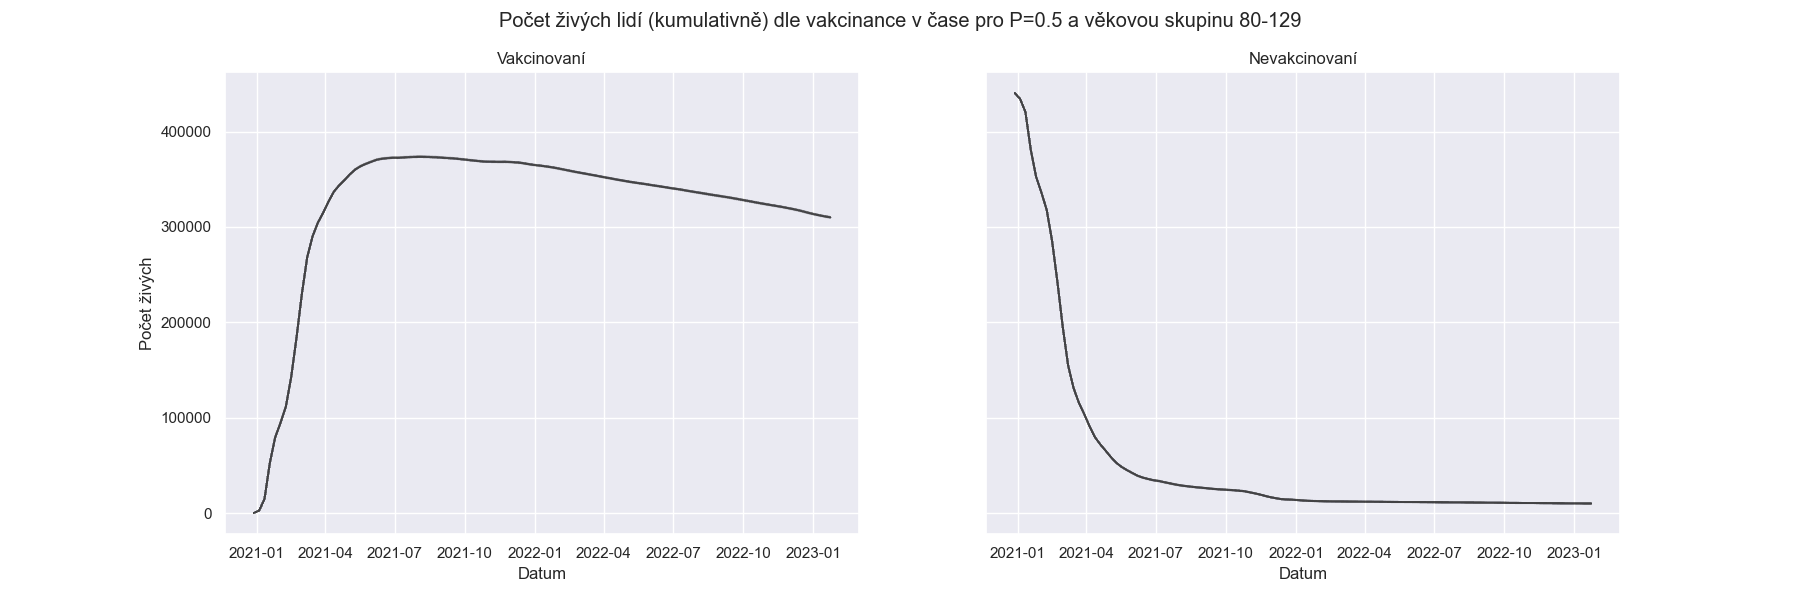 Počet živých lidí (kumulativně) dle vakcinance v čase pro P=0.5 a věkovou skupinu 80-129
Vakcinovaní
Počet živých
400000
300000
200000
100000
0
2021-01 2021-04 2021-07 2021-10 2022-01 2022-04 2022-07 2022-10 2023-01
Datum
Nevakcinovaní
2021-01 2021-04 2021-07 2021-10 2022-01 2022-04 2022-07 2022-10 2023-01
Datum